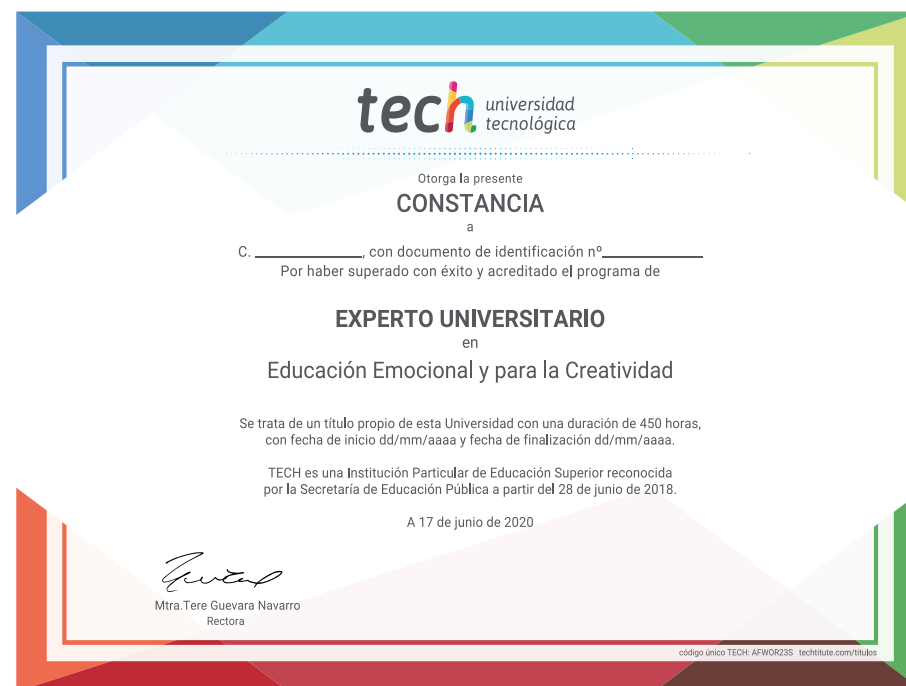 tech universidad
tecnológica
Otorga la presente
CONSTANCIA
a
C. ____________, con documento de identificación nº____________
Por haber superado con éxito y acreditado el programa de
EXPERTO UNIVERSITARIO
en
Educación Emocional y para la Creatividad
Se trata de un título propio de esta Universidad con una duración de 450 horas,
con fecha de inicio dd/mm/aaaa y fecha de finalización dd/mm/aaaa.
TECH es una Institución Particular de Educación Superior reconocida
por la Secretaría de Educación Pública a partir del 28 de junio de 2018.
A 17 de junio de 2020
Mtra.Tere Guevara Navarro
Rectora
código único TECH: AFWOR23S techtitute.com/titulos